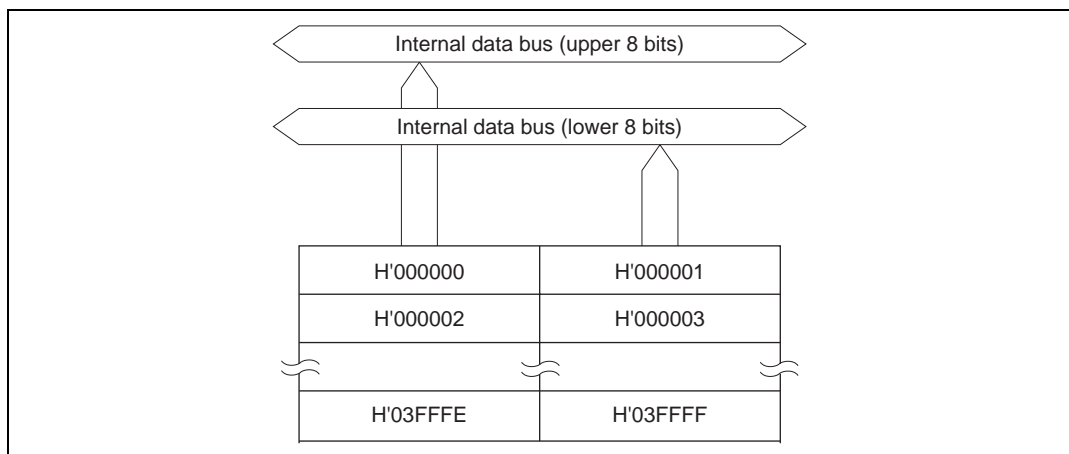 Internal data bus (upper 8 bits)
Internal data bus (lower 8 bits)
H'000000 H'000001
H'000002 H'000003
H'03FFFE H'03FFFF